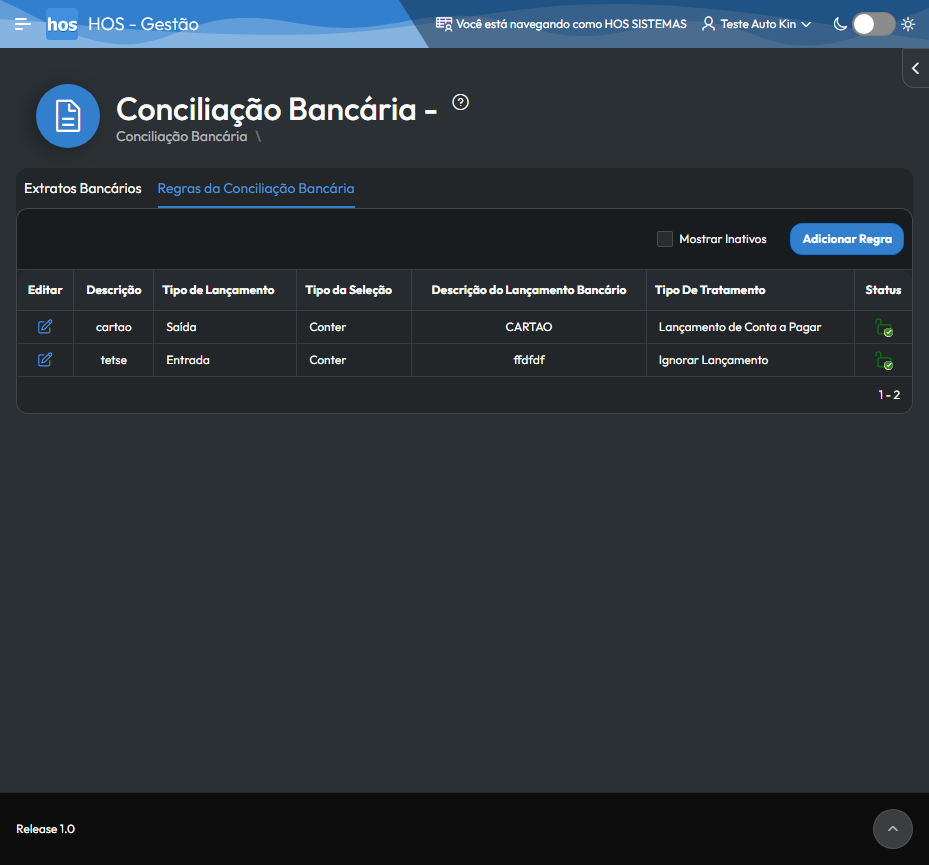 hos HOS - Gestão Você está navegando como HOS SISTEMAS Teste Auto Kin
Conciliação Bancária -
Conciliação Bancária \
Extratos Bancários Regras da Conciliação Bancária
Mostrar Inativos Adicionar Regra
Editar Descrição Tipo de Lançamento Tipo da Seleção Descrição do Lançamento Bancário Tipo De Tratamento Status
cartao Saída Conter CARTAO Lançamento de Conta a Pagar
tetse Entrada Conter ffdfdf Ignorar Lançamento
1 - 2
Release 1.0